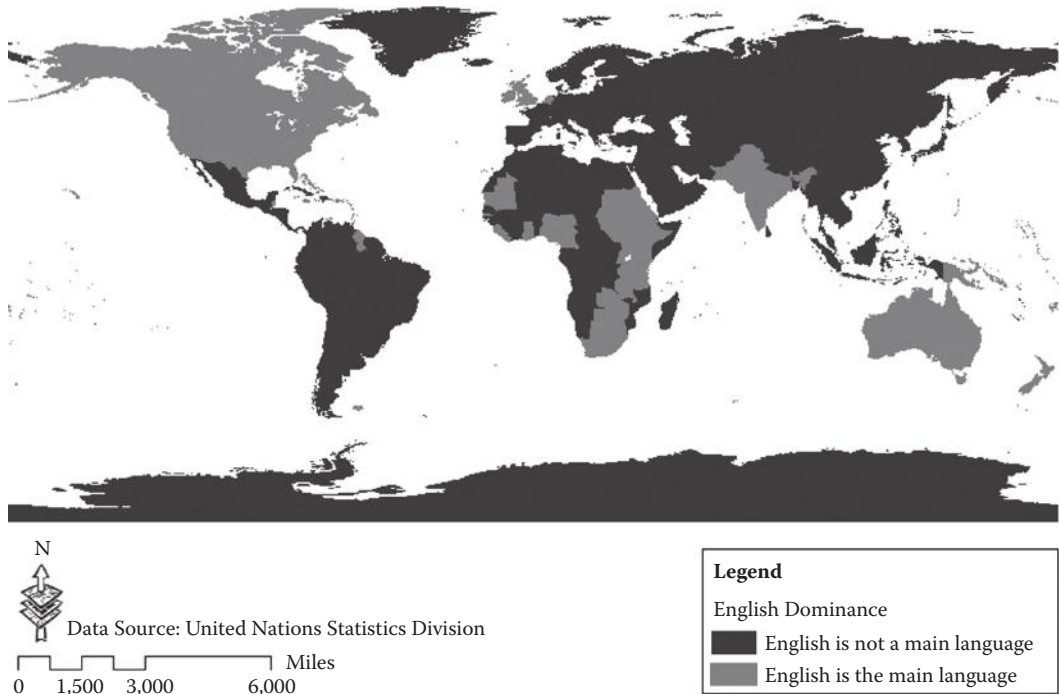 N
Data Source: United Nations Statistics Division
Miles
0 1,500 3,000 6,000
Legend
English Dominance
English is not a main language
English is the main language